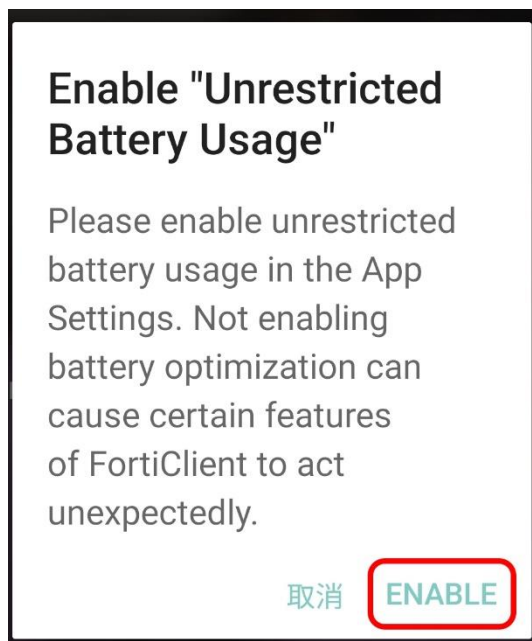 Enable "Unrestricted
Battery Usage"
Please enable unrestricted
battery usage in the App
Settings. Not enabling
battery optimization can
cause certain features
of FortiClient to act
unexpectedly.
取消 ENABLE